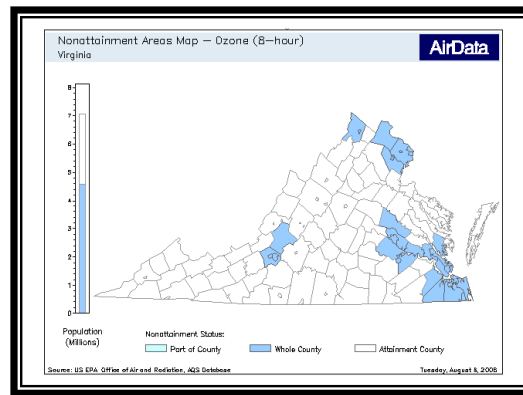 Nonattainment Areas Map — Ozone (8-hour)
Virginia
AirData
8
7
6
5
4
3
2
1
0
Population
(Millions)
Nonattainment Status:
Part of County
Whole County
Attainment County
Source: US EPA Office of Air and Radiation, AQS Database
Tuesday, August 8, 2006